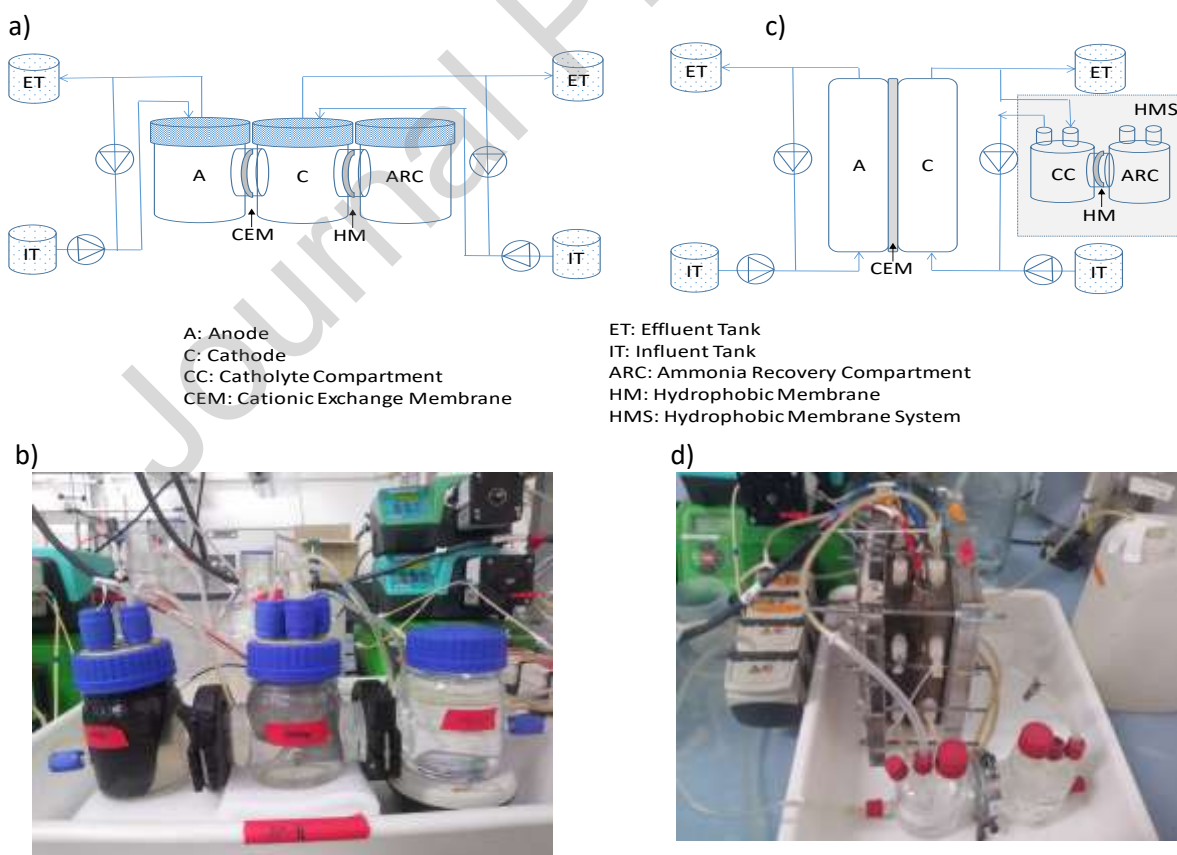 a)
c)
ET
ET
ET
ET
HMS
A
C
ARC
A
C
CC
ARC
HM
CEM
HM
IT
IT
CEM
IT
IT
A: Anode
C: Cathode
CC: Catholyte Compartment
CEM: Cationic Exchange Membrane
ET: Effluent Tank
IT: Influent Tank
ARC: Ammonia Recovery Compartment
HM: Hydrophobic Membrane
HMS: Hydrophobic Membrane System
Journal P
b)
d)